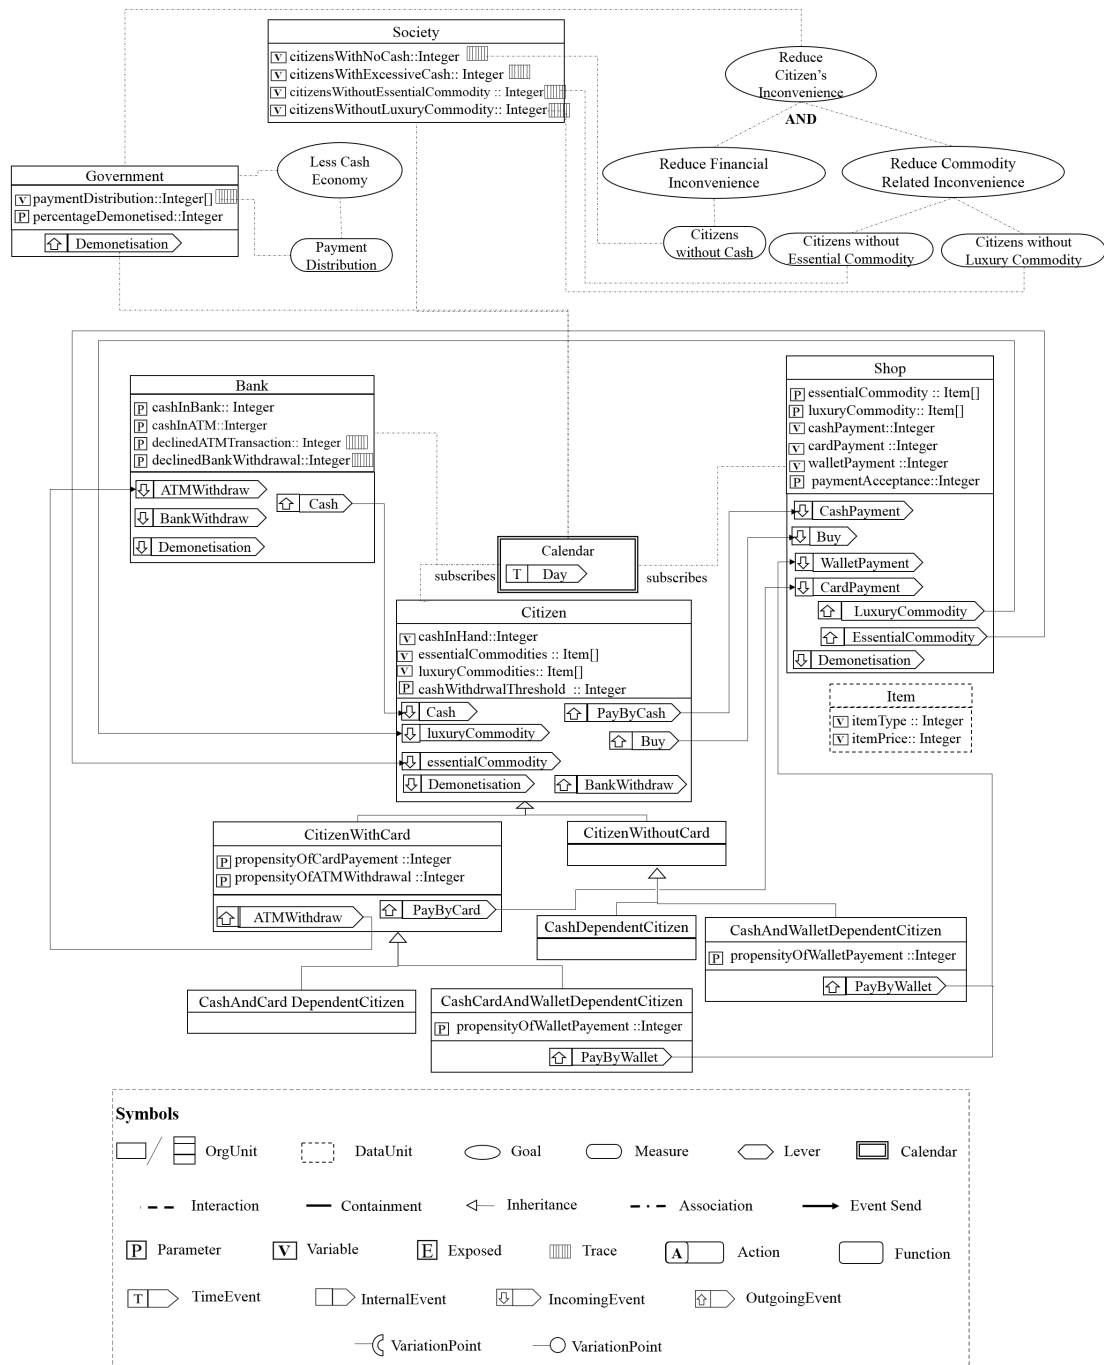 Society
V citizensWithNoCash::Integer
V citizensWithExcessiveCash:: Integer
V citizensWithoutEssentialCommodity :: Integer
V citizensWithoutLuxuryCommodity:: Integer
Reduce
Citizen's
Inconvenience
AND
Reduce Financial
Inconvenience
Reduce Commodity
Related Inconvenience
Citizens
without Cash
Citizens without
Essential Commodity
Citizens without
Luxury Commodity
Less Cash
Economy
Payment
Distribution
Government
V paymentDistribution::Integer[]
P percentageDemonetised::Integer
Demonetisation
Bank
P cashInBank:: Integer
P cashInATM::Interger
P declinedATMTransaction:: Integer
P declinedBankWithdrawal::Integer
ATMWithdraw
Cash
BankWithdraw
Demonetisation
Shop
P essentialCommodity :: Item[]
P luxuryCommodity:: Item[]
V cashPayment::Integer
V cardPayment ::Integer
V walletPayment ::Integer
P paymentAcceptance::Integer
CashPayment
Buy
WalletPayment
CardPayment
LuxuryCommodity
EssentialCommodity
Demonetisation
Calendar
T Day
subscribes
subscribes
Citizen
V cashInHand::Integer
V essentialCommodities :: Item[]
V luxuryCommodities:: Item[]
P cashWithdrwalThreshold :: Integer
Cash
PayByCash
luxuryCommodity
Buy
essentialCommodity
Demonetisation
BankWithdraw
Item
V itemType :: Integer
V itemPrice:: Integer
CitizenWithCard
P propensityOfCardPayement ::Integer
P propensityOfATMWithdrawal ::Integer
ATMWithdraw
PayByCard
CitizenWithoutCard
CashDependentCitizen
CashAndWalletDependentCitizen
P propensityOfWalletPayement ::Integer
PayByWallet
CashAndCard DependentCitizen
CashCardAndWalletDependentCitizen
P propensityOfWalletPayement ::Integer
PayByWallet
Symbols
OrgUnit DataUnit Goal Measure Lever Calendar
Interaction Containment Inheritance Association Event Send
P Parameter V Variable E Exposed Trace A Action Function
T TimeEvent InternalEvent IncomingEvent OutgoingEvent
VariationPoint VariationPoint